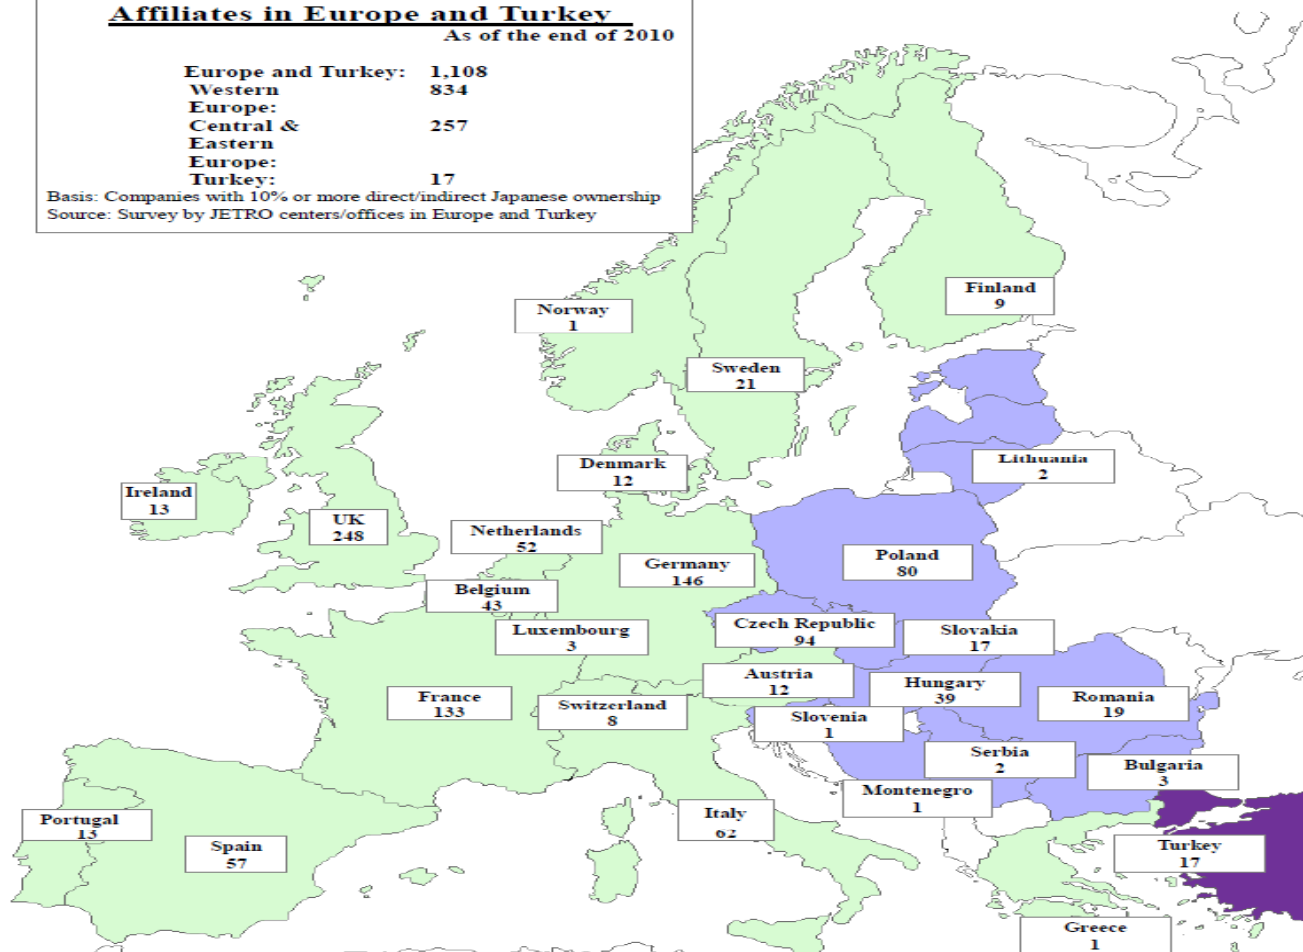 Affiliates in Europe and Turkey
As of the end of 2010
Europe and Turkey: 1,108
Western 834
Europe:
Central & 257
Eastern
Europe:
Turkey: 17
Basis: Companies with 10% or more direct/indirect Japanese ownership
Source: Survey by JETRO centers/offices in Europe and Turkey
Finland
9
Norway
1
Sweden
21
Lithuania
2
Denmark
12
Ireland
13
UK
248
Netherlands
52
Poland
80
Germany
146
Belgium
43
Czech Republic
94
Luxembourg
3
Slovakia
17
Austria
12
Hungary
39
France
133
Switzerland
8
Romania
19
Slovenia
1
Serbia
2
Bulgaria
3
Montenegro
1
Italy
62
Portugal
13
Spain
57
Turkey
17
Greece
1